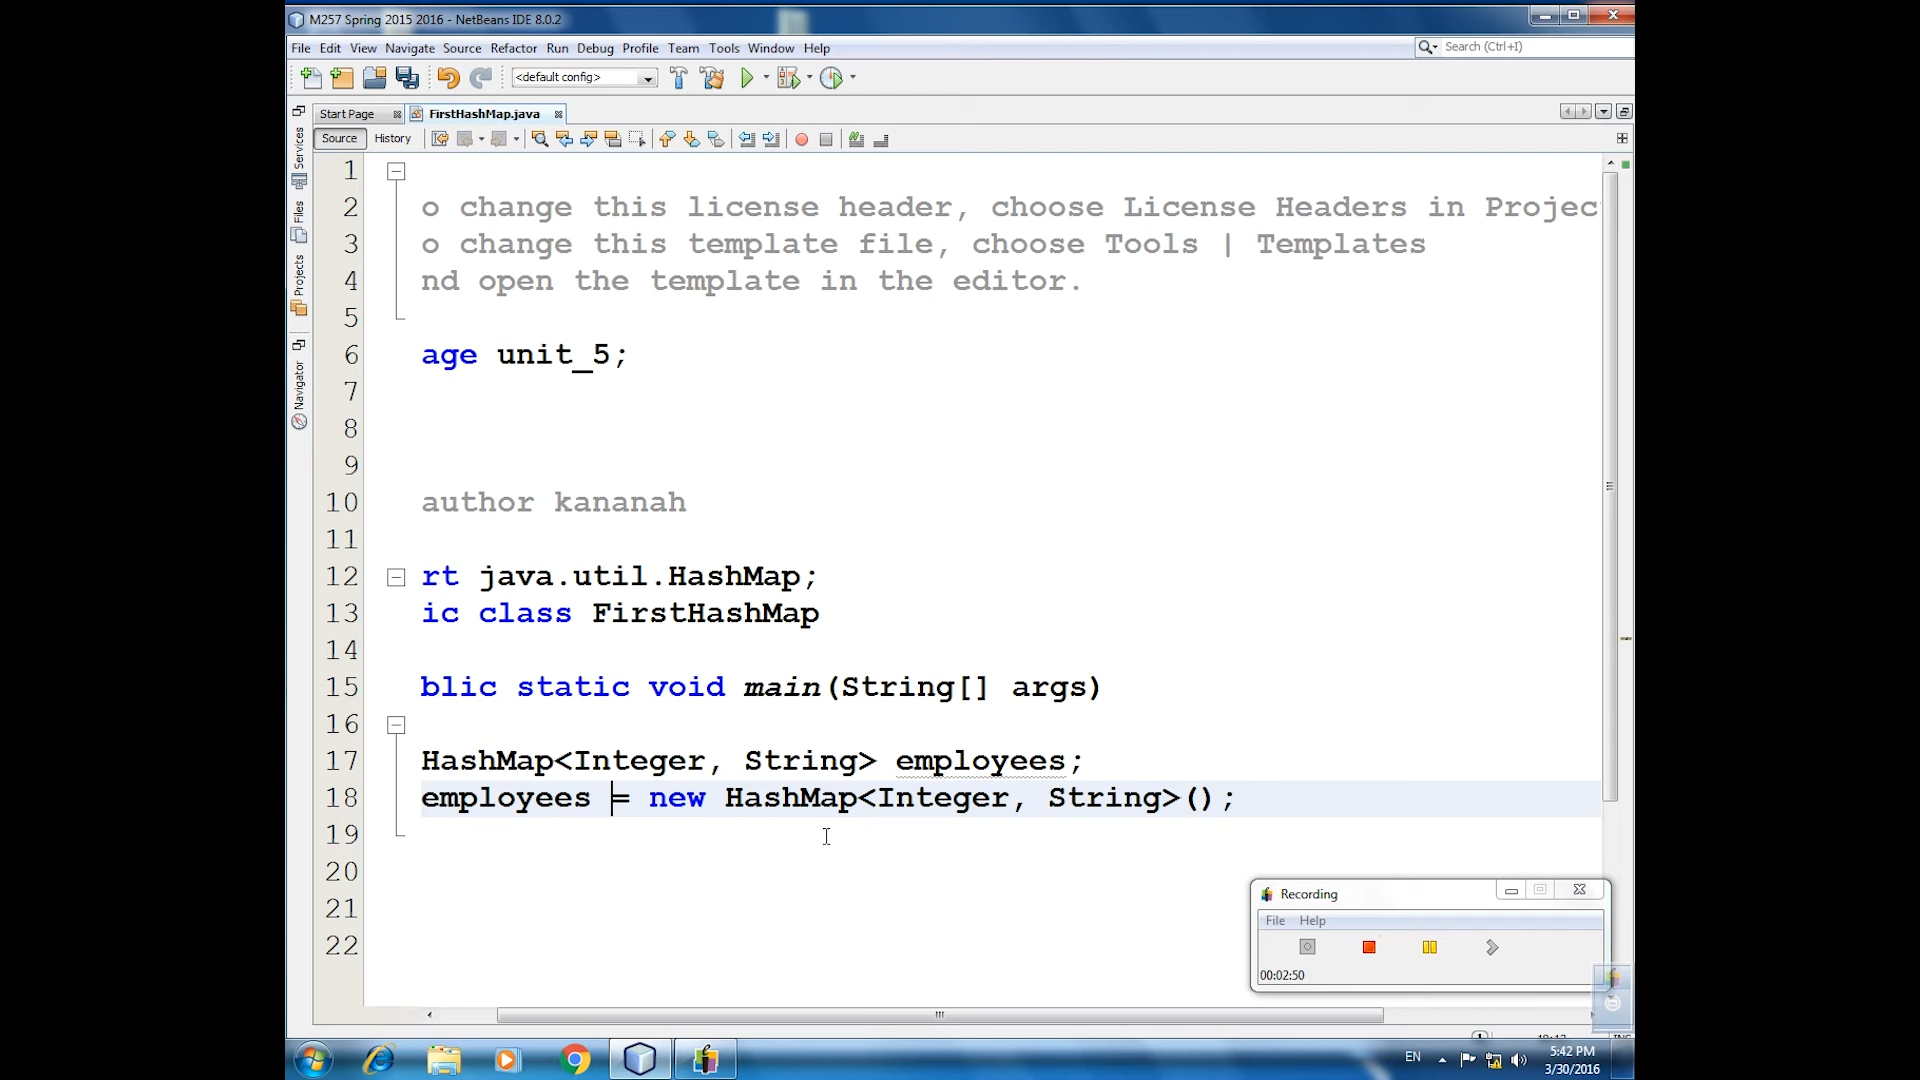 M257 Spring 2015 2016 - NetBeans IDE 8.0.2
File Edit View Navigate Source Refactor Run Debug Profile Team Tools Window Help
Search (Ctrl+I)
<default config>
Start Page
FirstHashMap.java
Source History
Services
Files
Projects
Navigator
1
2 o change this license header, choose License Headers in Projec
3 o change this template file, choose Tools | Templates
4 nd open the template in the editor.
5
6 age unit_5;
7
8
9
10 author kananah
11
12 rt java.util.HashMap;
13 ic class FirstHashMap
14
15 blic static void main(String[] args)
16
17 HashMap<Integer, String> employees;
18 employees = new HashMap<Integer, String>();
19
20
21
22
Recording
File Help
00:02:50
EN
5:42 PM
3/30/2016